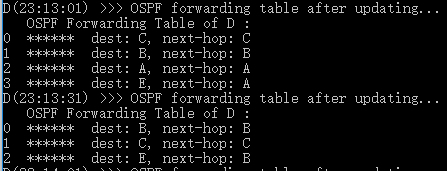 D(23:13:01) >>> OSPF forwarding table after updating...
OSPF Forwarding Table of D :
0 ****** dest: C, next-hop: C
1 ****** dest: B, next-hop: B
2 ****** dest: A, next-hop: A
3 ****** dest: E, next-hop: A
D(23:13:31) >>> OSPF forwarding table after updating...
OSPF Forwarding Table of D :
0 ****** dest: B, next-hop: B
1 ****** dest: C, next-hop: C
2 ****** dest: E, next-hop: B